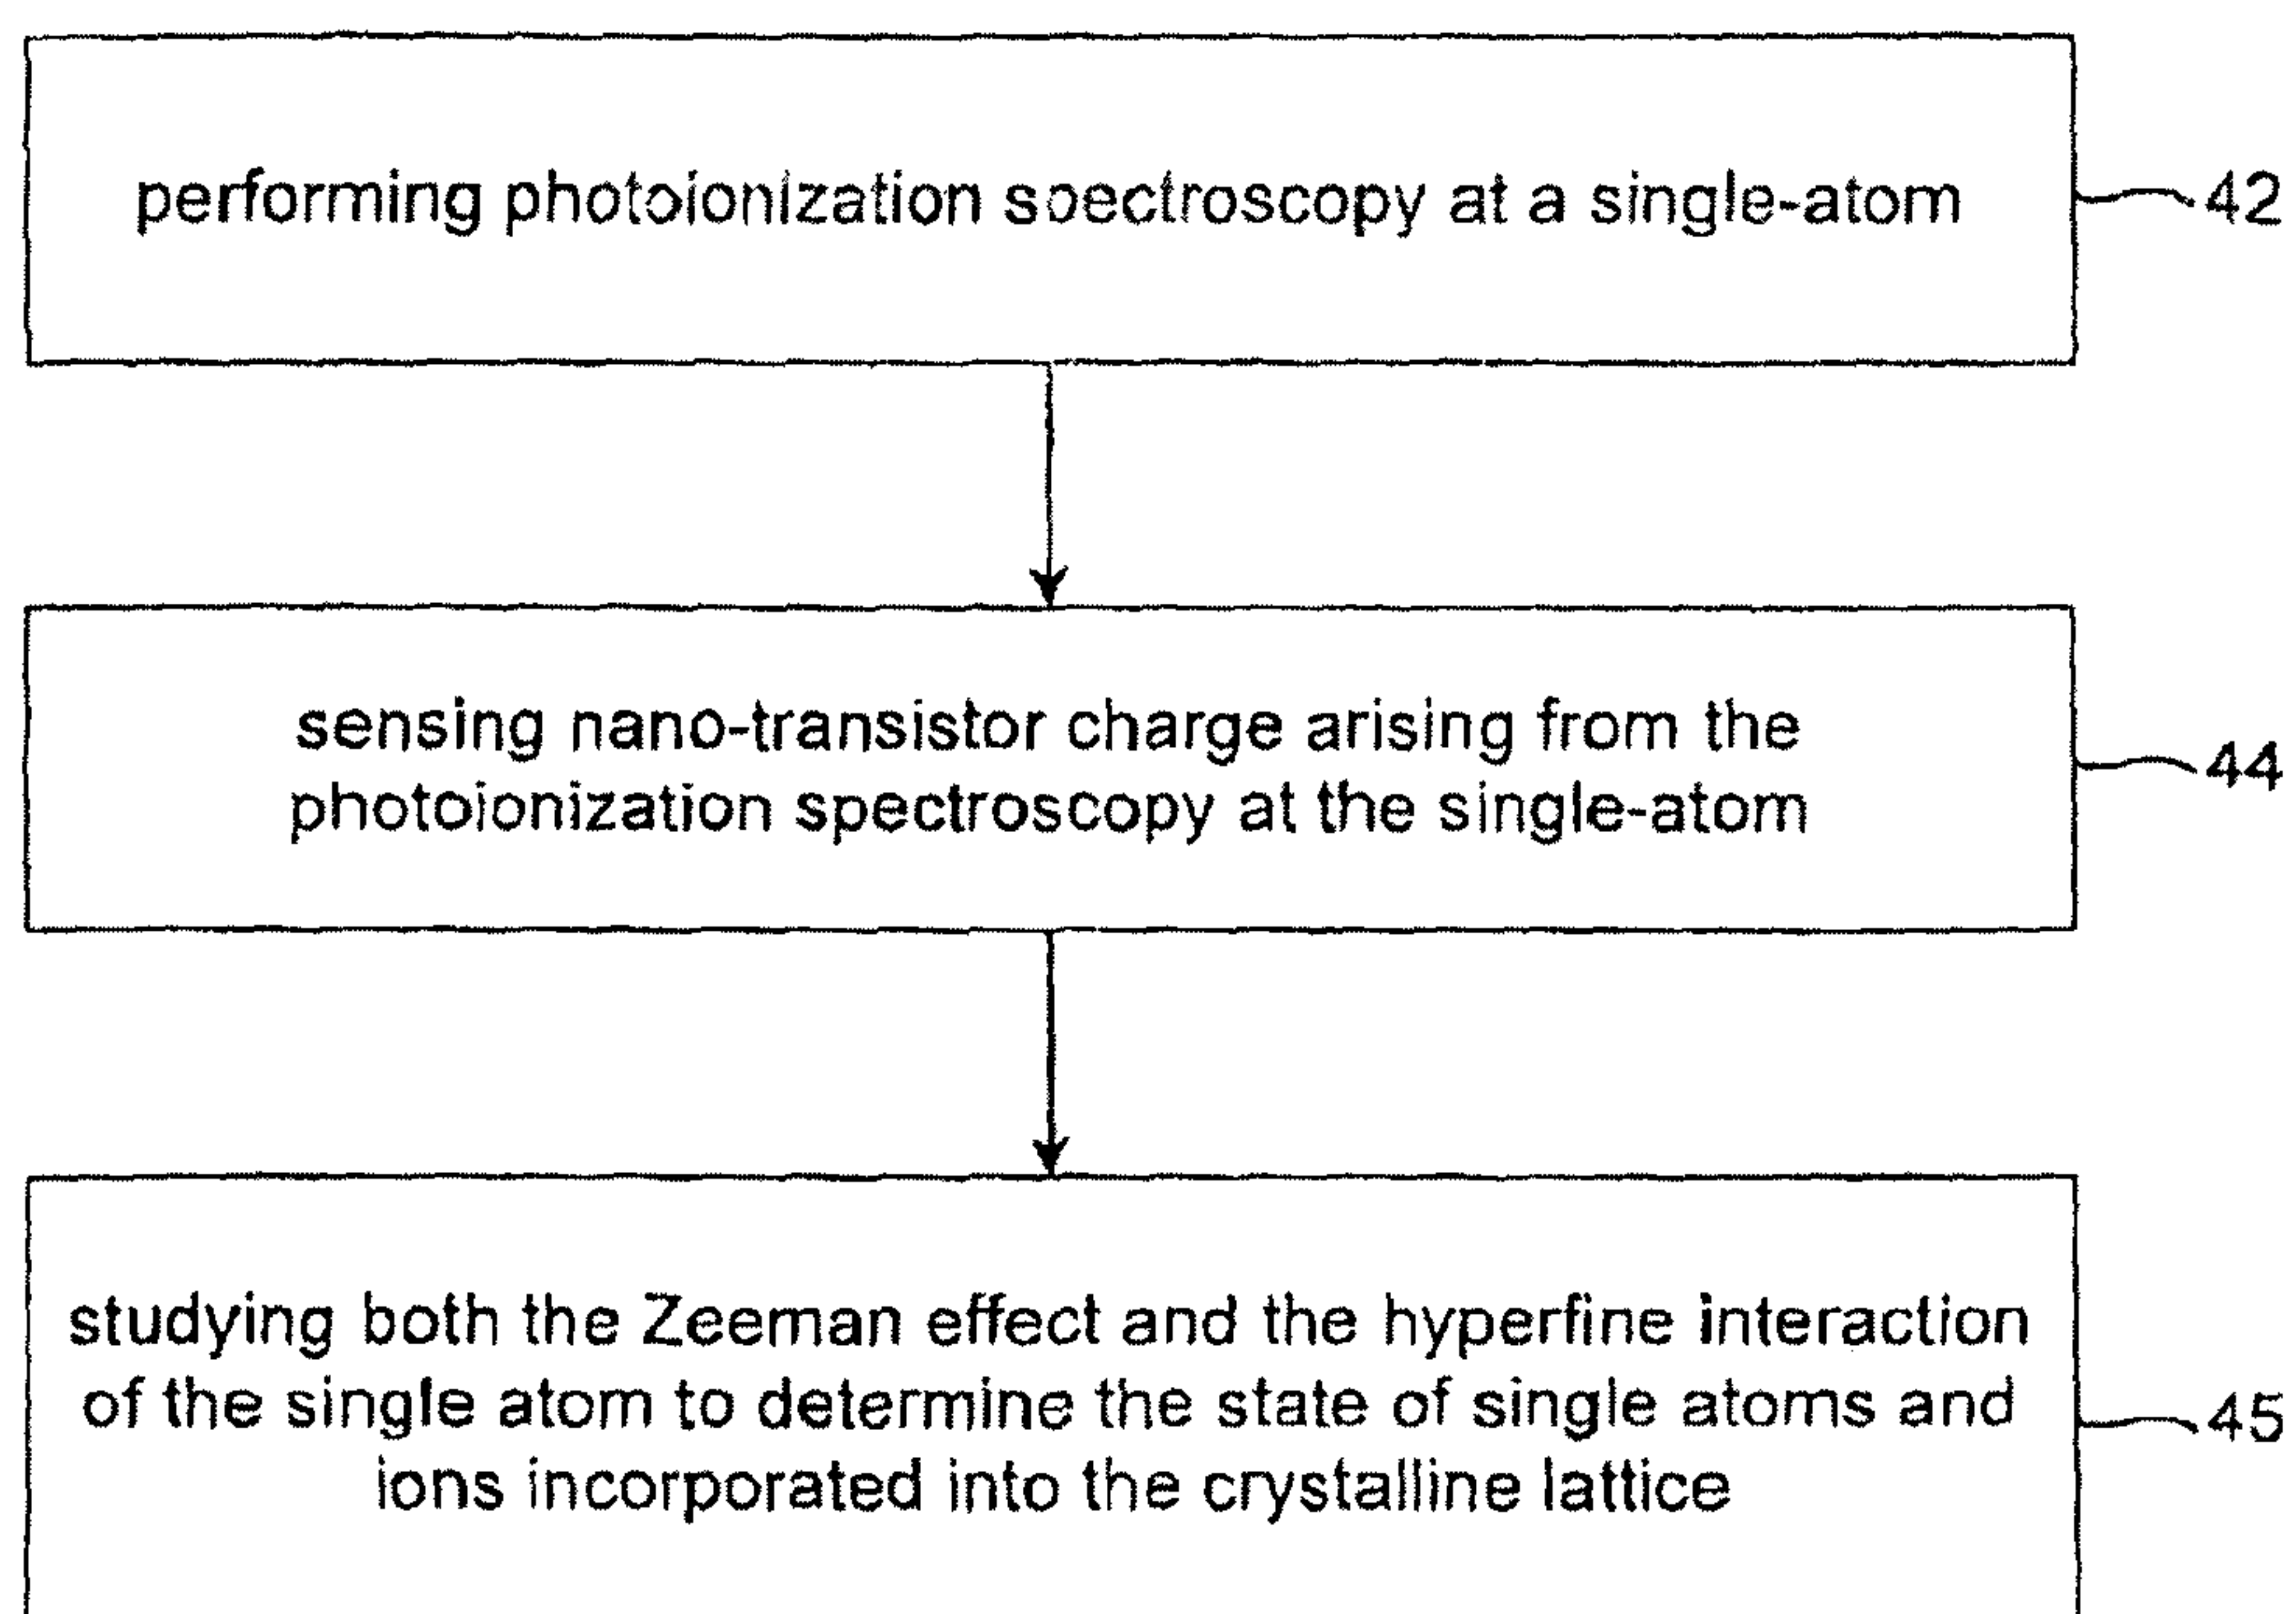 performing photoionization spectroscopy at a single-atom
42
sensing nano-transistor charge arising from the
photoionization spectroscopy at the single-atom
44
studying both the Zeeman effect and the hyperfine interaction
of the single atom to determine the state of single atoms and
ions incorporated into the crystalline lattice
45